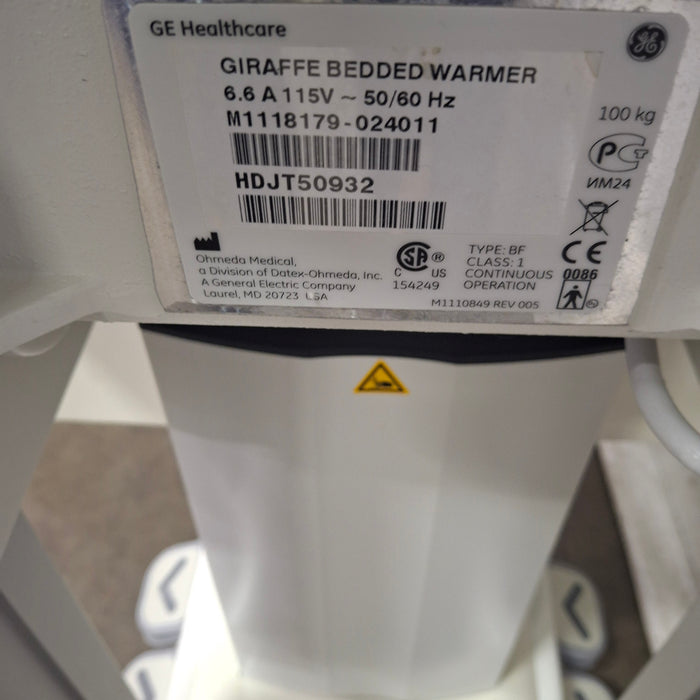 GE Healthcare
GIRAFFE BEDDED WARMER
6.6 A 115V ~ 50/60 Hz
M1118179-024011
HDJT50932
100 kg
ИМ24
Ohmeda Medical,
a Division of Datex-Ohmeda, Inc.
A General Electric Company
Laurel, MD 20723 USA
C US
154249
TYPE: BF
CLASS: 1
CONTINUOUS
OPERATION
0086
M1110849 REV 005